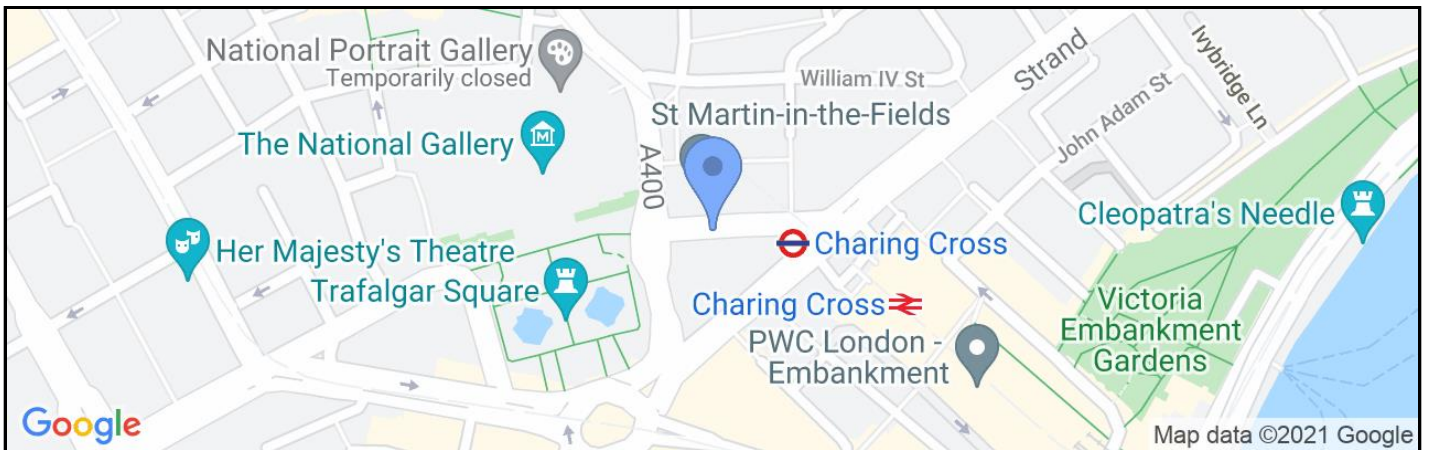 National Portrait Gallery
Temporarily closed
William IV St
Strand
Ivybridge Ln
St Martin-in-the-Fields
John Adam St
The National Gallery
A400
Cleopatra's Needle
Her Majesty's Theatre
Charing Cross
Trafalgar Square
Charing Cross
PWC London -
Embankment
Victoria
Embankment
Gardens
Google
Map data ©2021 Google